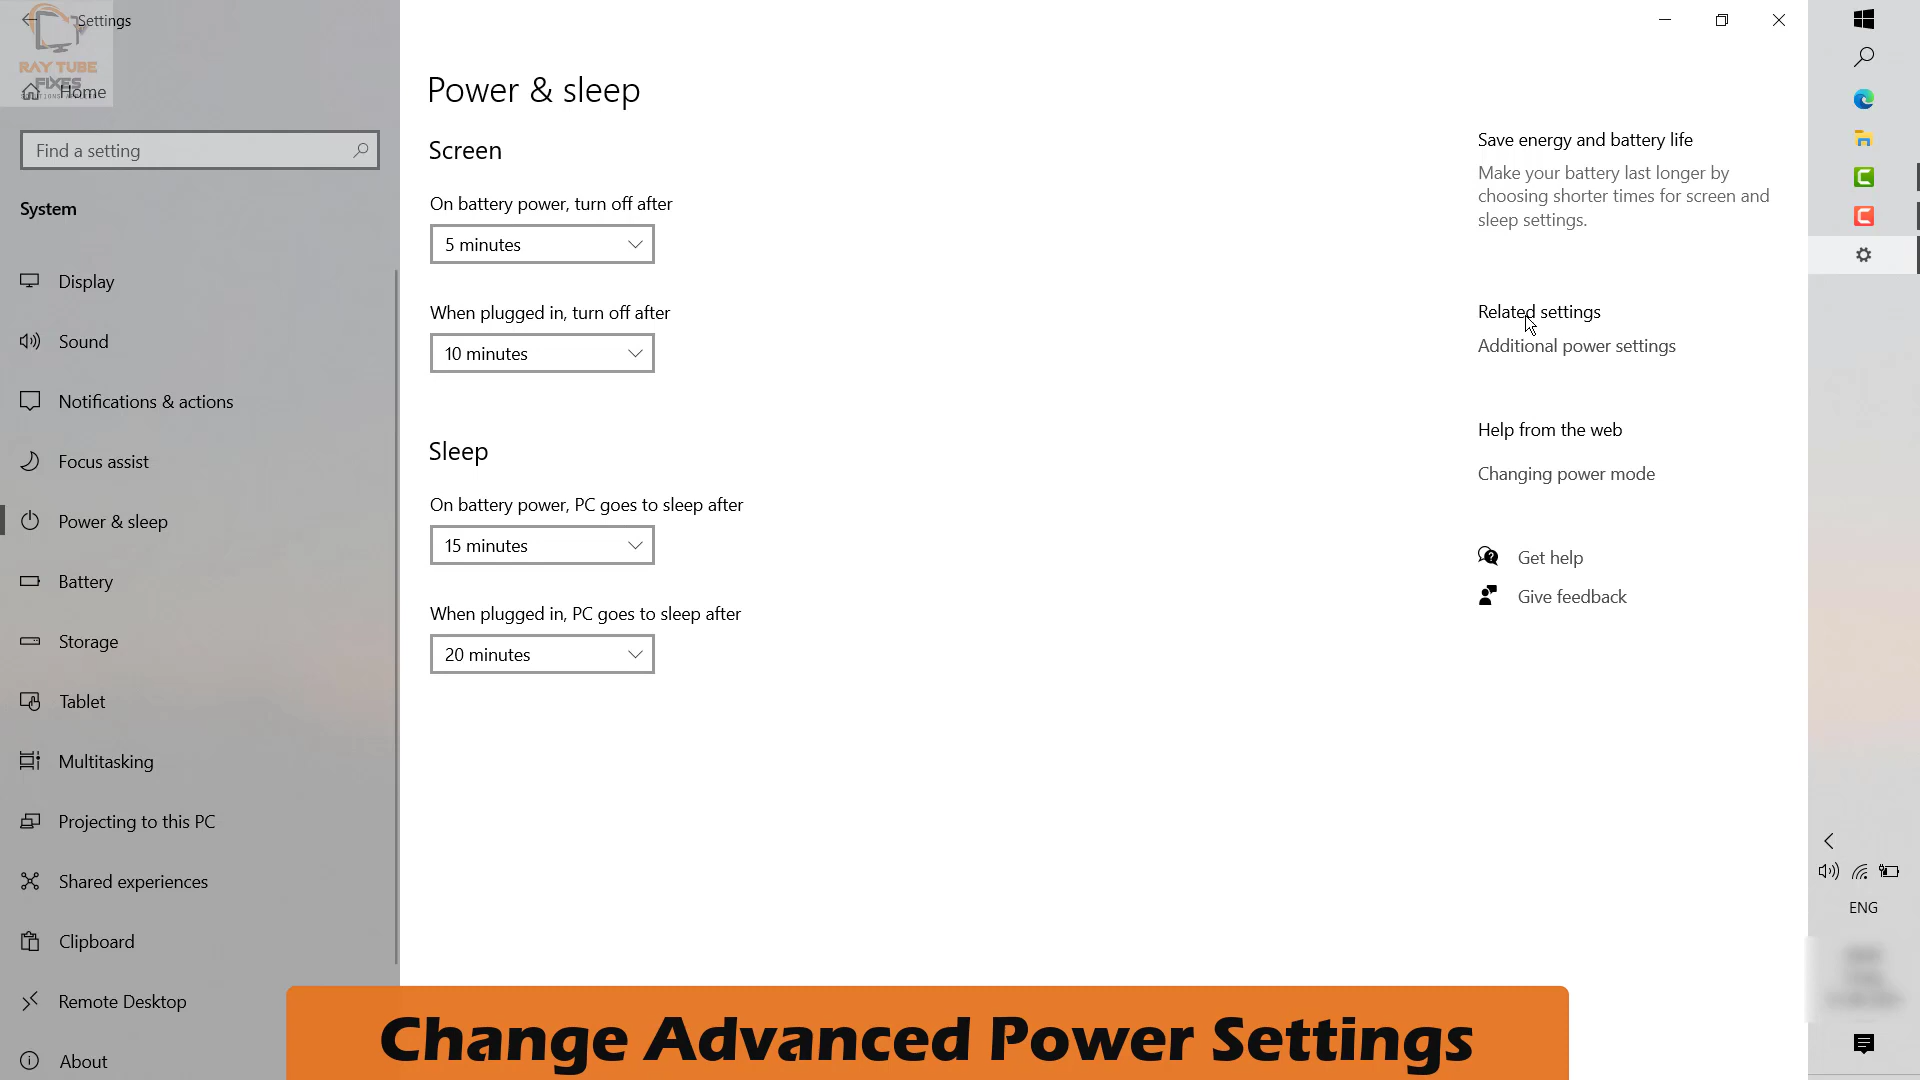 Settings
RAY TUBE
FIXES
Home
Find a setting
System
Display
Sound
Notifications & actions
Focus assist
Power & sleep
Battery
Storage
Tablet
Multitasking
Projecting to this PC
Shared experiences
Clipboard
Remote Desktop
About
Power & sleep
Screen
On battery power, turn off after
5 minutes
When plugged in, turn off after
10 minutes
Sleep
On battery power, PC goes to sleep after
15 minutes
When plugged in, PC goes to sleep after
20 minutes
Save energy and battery life
Make your battery last longer by
choosing shorter times for screen and
sleep settings.
Related settings
Additional power settings
Help from the web
Changing power mode
Get help
Give feedback
ENG
Change Advanced Power Settings